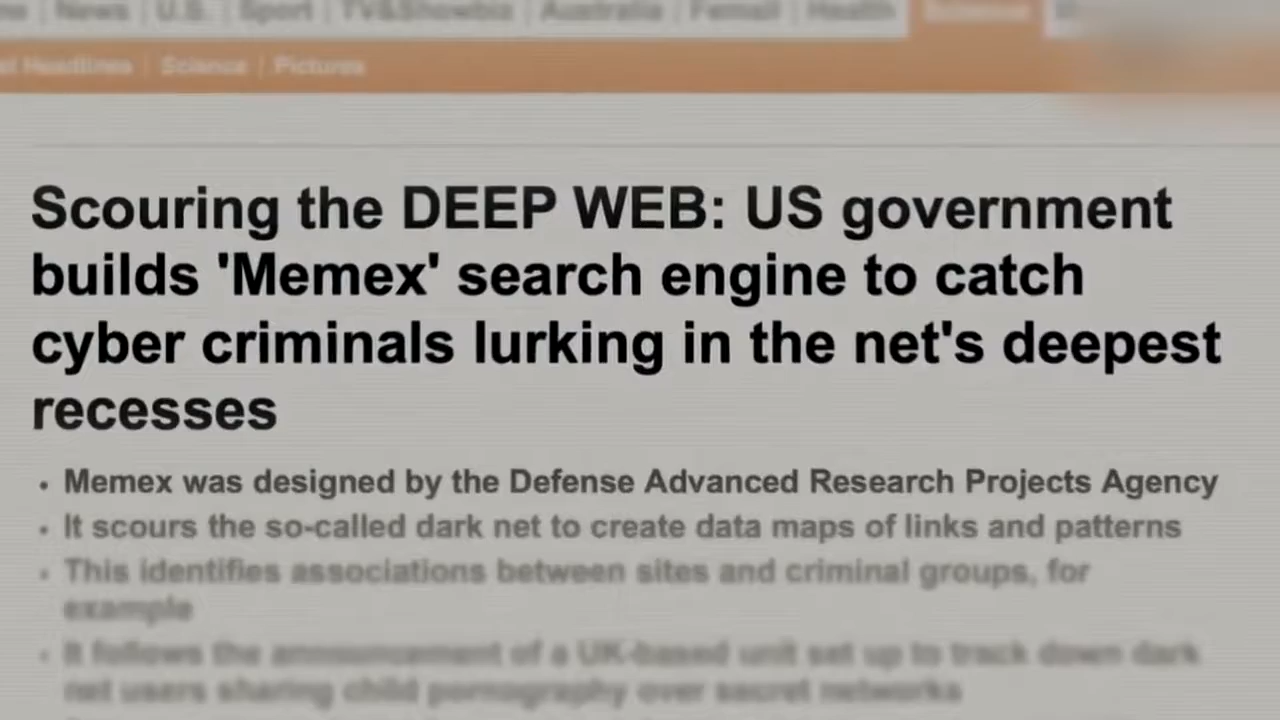 News U.S. Sport TV&Showbiz Australia Femail Health Science
Headlines Science Pictures
Scouring the DEEP WEB: US government
builds 'Memex' search engine to catch
cyber criminals lurking in the net's deepest
recesses
• Memex was designed by the Defense Advanced Research Projects Agency
• It scours the so-called dark net to create data maps of links and patterns
• This identifies associations between sites and criminal groups, for
example
• It follows the announcement of a UK-based unit set up to track down dark
net users sharing child pornography over secret networks